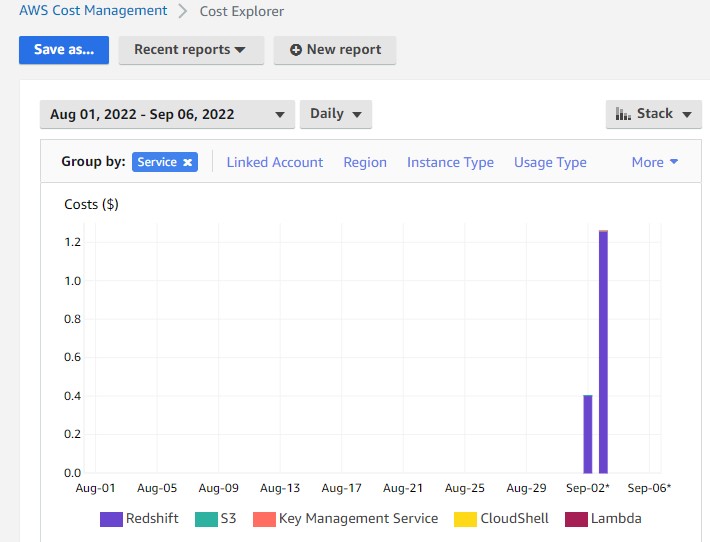 AWS Cost Management > Cost Explorer
Save as... Recent reports New report
Aug 01, 2022 - Sep 06, 2022 Daily Stack
Group by: Service × Linked Account Region Instance Type Usage Type More
Costs ($)
1.2
1.0
0.8
0.6
0.4
0.2
0.0
Aug-01 Aug-05 Aug-09 Aug-13 Aug-17 Aug-21 Aug-25 Aug-29 Sep-02* Sep-06*
Redshift S3 Key Management Service CloudShell Lambda